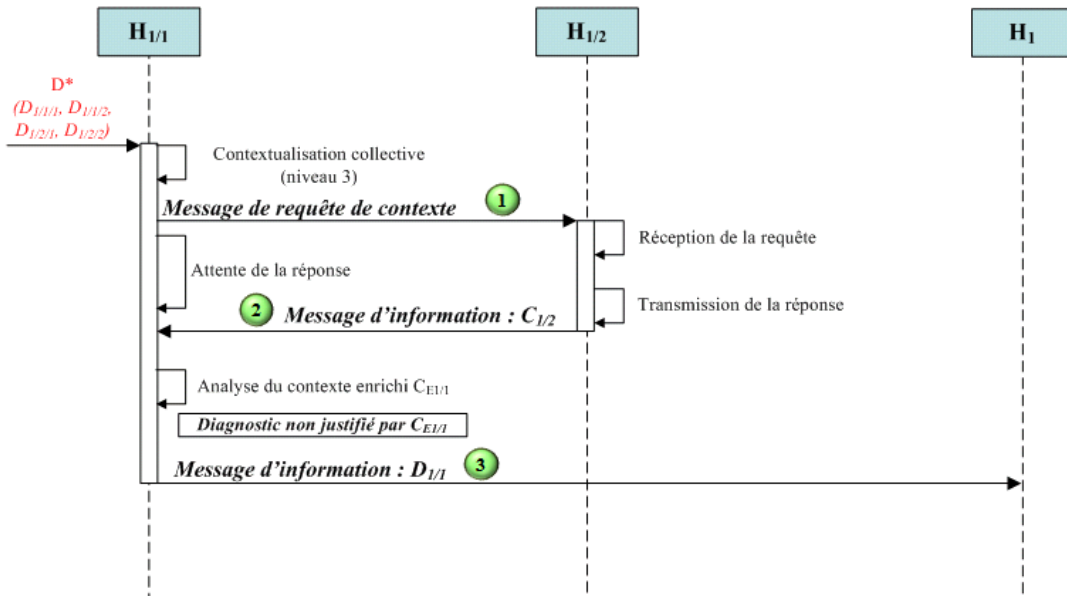 H1/1
H1/2
H1
D*
(D1/1/1, D1/1/2,
D1/2/1, D1/2/2)
Contextualisation collective
(niveau 3)
Message de requête de contexte
1
Réception de la requête
Attente de la réponse
Transmission de la réponse
2
Message d'information : C1/2
Analyse du contexte enrichi CE1/1
Diagnostic non justifié par CE1/1
Message d'information : D1/1
3